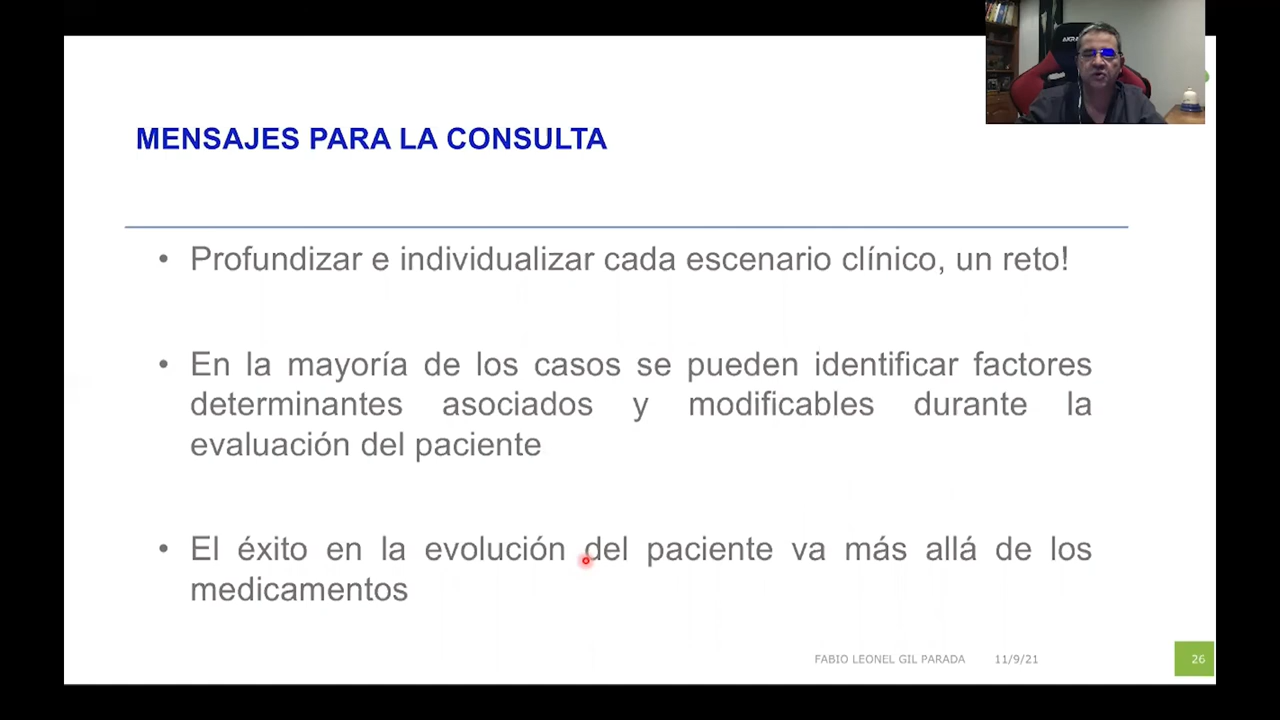 MENSAJES PARA LA CONSULTA
• Profundizar e individualizar cada escenario clínico, un reto!
• En la mayoría de los casos se pueden identificar factores
determinantes asociados y modificables durante la
evaluación del paciente
• El éxito en la evolución del paciente va más allá de los
medicamentos
FABIO LEONEL GIL PARADA 11/9/21 26